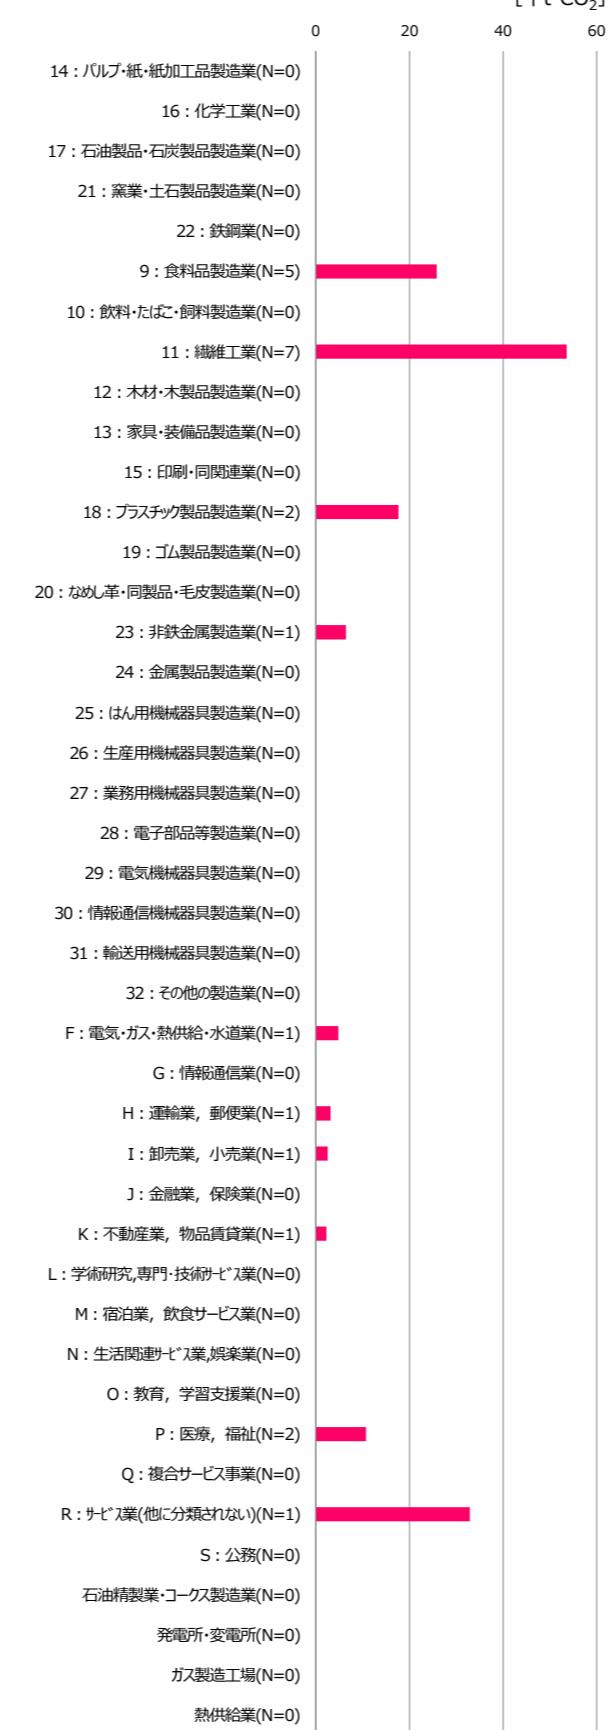 0 20 40 60
14：パルプ・紙・紙加工品製造業(N=0)
16：化学工業(N=0)
17：石油製品・石炭製品製造業(N=0)
21：窯業・土石製品製造業(N=0)
22：鉄鋼業(N=0)
9：食料品製造業(N=5)
10：飲料・たばこ・飼料製造業(N=0)
11：繊維工業(N=7)
12：木材・木製品製造業(N=0)
13：家具・装備品製造業(N=0)
15：印刷・同関連業(N=0)
18：プラスチック製品製造業(N=2)
19：ゴム製品製造業(N=0)
20：なめし革・同製品・毛皮製造業(N=0)
23：非鉄金属製造業(N=1)
24：金属製品製造業(N=0)
25：はん用機械器具製造業(N=0)
26：生産用機械器具製造業(N=0)
27：業務用機械器具製造業(N=0)
28：電子部品等製造業(N=0)
29：電気機械器具製造業(N=0)
30：情報通信機械器具製造業(N=0)
31：輸送用機械器具製造業(N=0)
32：その他の製造業(N=0)
F：電気・ガス・熱供給・水道業(N=1)
G：情報通信業(N=0)
H：運輸業，郵便業(N=1)
I：卸売業，小売業(N=1)
J：金融業，保険業(N=0)
K：不動産業，物品賃貸業(N=1)
L：学術研究,専門・技術ｻｰﾋﾞｽ業(N=0)
M：宿泊業，飲食サービス業(N=0)
N：生活関連ｻｰﾋﾞｽ業,娯楽業(N=0)
O：教育，学習支援業(N=0)
P：医療，福祉(N=2)
Q：複合サービス事業(N=0)
R：ｻｰﾋﾞｽ業(他に分類されない)(N=1)
S：公務(N=0)
石油精製業・コークス製造業(N=0)
発電所・変電所(N=0)
ガス製造工場(N=0)
熱供給業(N=0)